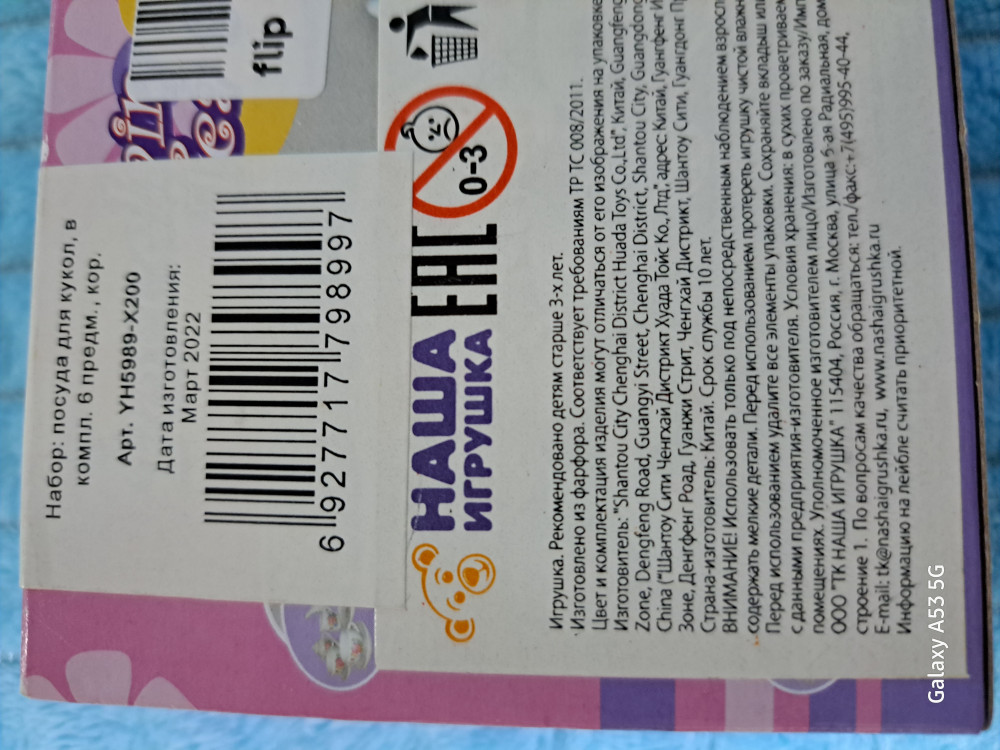 flip
Набор: посуда для кукол, в
компл. 6 предм., кор.
Арт. YH5989-X200
Дата изготовления:
Март 2022
6 927717 798997
НАША
ИГРУШКА
EAC
0-3
Игрушка. Рекомендовано детям старше 3-х лет.
Изготовлено из фарфора. Соответствует требованиям ТР ТС 008/2011.
Цвет и комплектация изделия могут отличаться от его изображения на упаковке
Изготовитель: "Shantou City Chenghai District Huada Toys Co.,Ltd", Китай, Guangfeng
Zone, Dengfeng Road, Guangyi Street, Chenghai District, Shantou City, Guangdong
China ("Шантоу Сити Ченгхай Дистрикт Хуада Тойс Ко., Лтд", адрес: Китай, Гуангфенг
Зоне, Денгфенг Роад, Гуанжи Стрит, Ченгхай Дистрикт, Шантоу Сити, Гуангдонг
Страна-изготовитель: Китай. Срок службы 10 лет.
ВНИМАНИЕ! Использовать только под непосредственным наблюдением
содержать мелкие детали. Перед использованием протереть игрушку чистой
Перед использованием удалите все элементы упаковки. Сохраняйте вкладыш
с данными предприятия-изготовителя. Условия хранения: в сухих
помещениях. Уполномоченное изготовителем лицо/Изготовлено по заказу/
ООО "ТК НАША ИГРУШКА" 115404, Россия, г. Москва, улица 6-ая Радиальная, дом
строение 1. По вопросам качества обращаться: тел./факс:+7(495)995-40-44,
E-mail: tk@nashaigrushka.ru, www.nashaigrushka.ru
Информацию на лейбле считать приоритетной.
Galaxy A53 5G